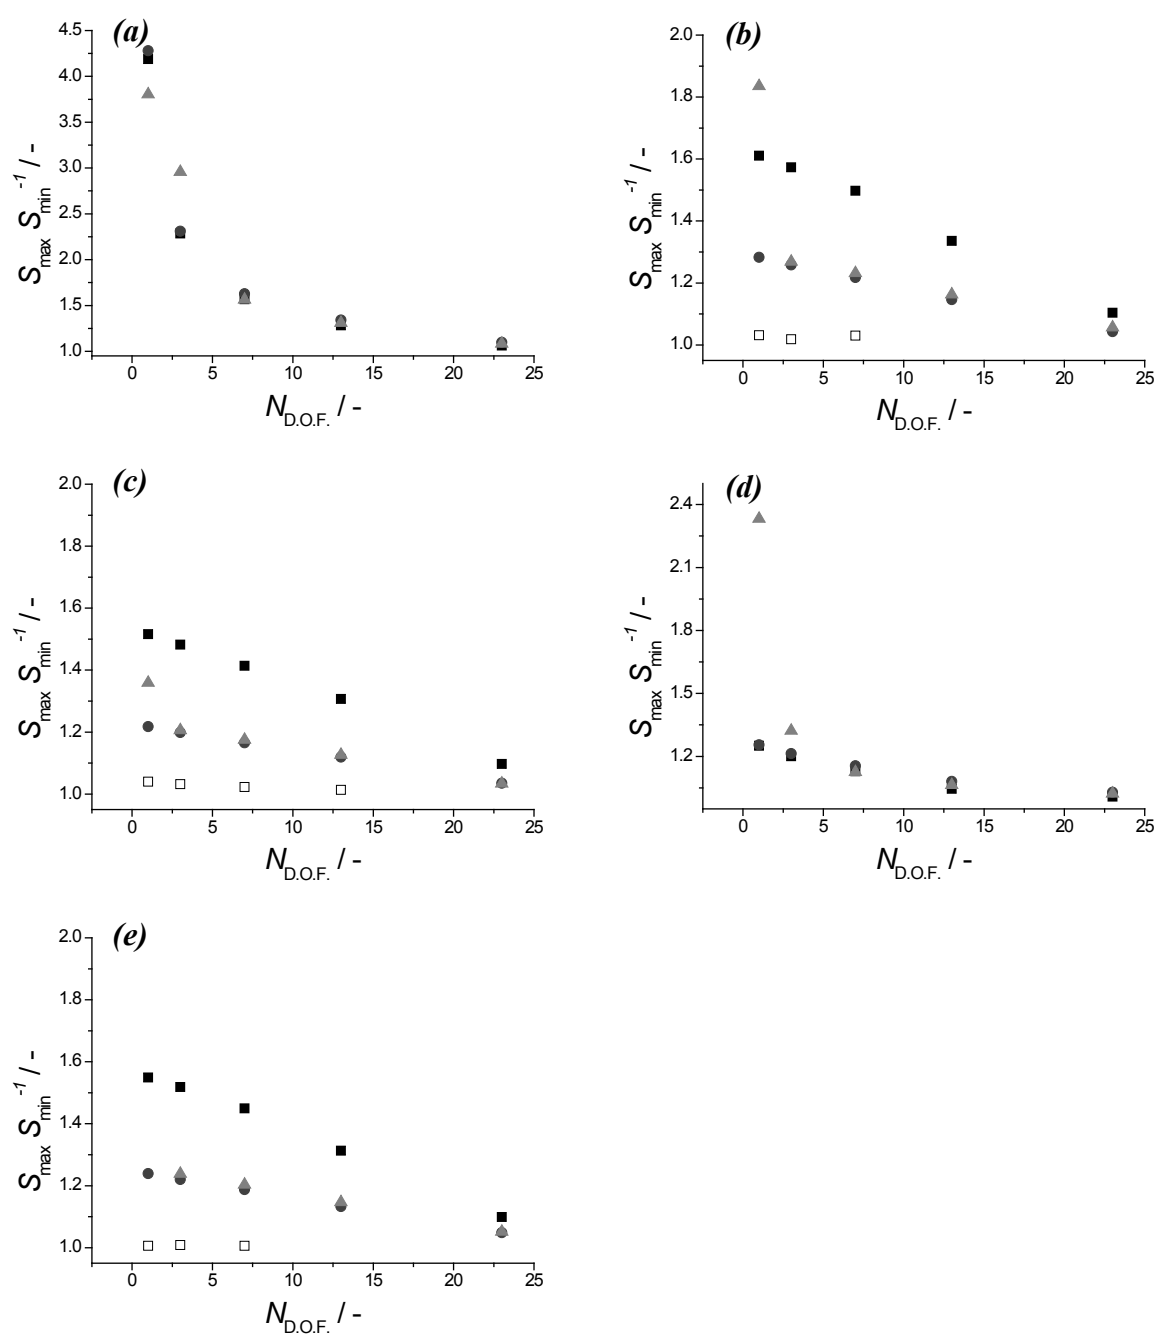 (a)
4.5
4.0
3.5
3.0
2.5
2.0
1.5
1.0
S_max S_min^-1 / -
0 5 10 15 20 25
N_D.O.F. / -
(b)
2.0
1.8
1.6
1.4
1.2
1.0
S_max S_min^-1 / -
0 5 10 15 20 25
N_D.O.F. / -
(c)
2.0
1.8
1.6
1.4
1.2
1.0
S_max S_min^-1 / -
0 5 10 15 20 25
N_D.O.F. / -
(d)
2.4
2.1
1.8
1.5
1.2
S_max S_min^-1 / -
0 5 10 15 20 25
N_D.O.F. / -
(e)
2.0
1.8
1.6
1.4
1.2
1.0
S_max S_min^-1 / -
0 5 10 15 20 25
N_D.O.F. / -